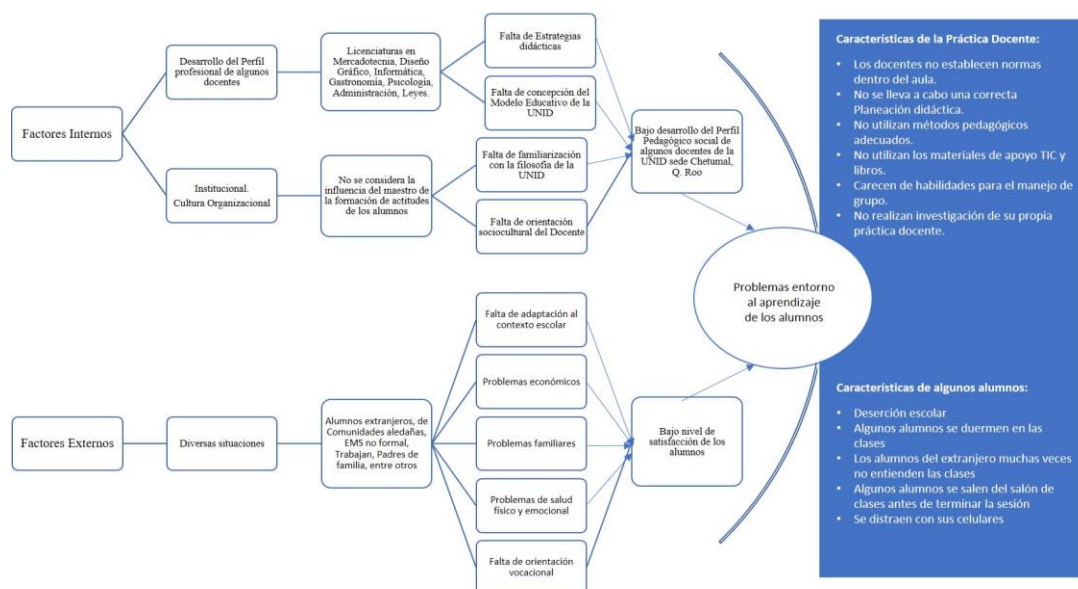 Factores Internos
Desarrollo del Perfil
profesional de algunos
docentes
Licenciaturas en
Mercadotecnia, Diseño
Gráfico, Informática,
Gastronomía, Psicología,
Administración, Leyes.
Falta de Estrategias
didácticas
Falta de concepción del
Modelo Educativo de la
UNID
Institucional.
Cultura Organizacional
No se considera la
influencia del maestro de
la formación de actitudes
de los alumnos
Falta de familiarización
con la filosofía de la
UNID
Falta de orientación
sociocultural del Docente
Bajo desarrollo del Perfil
Pedagógico social de
algunos docentes de la
UNID sede Chetumal,
Q. Roo
Factores Externos
Diversas situaciones
Alumnos extranjeros, de
Comunidades aledañas,
EMS no formal,
Trabajan, Padres de
familia, entre otros
Falta de adaptación al
contexto escolar
Problemas económicos
Problemas familiares
Problemas de salud
físico y emocional
Falta de orientación
vocacional
Bajo nivel de
satisfacción de los
alumnos
Problemas entorno
al aprendizaje
de los alumnos
Características de la Práctica Docente:
• Los docentes no establecen normas
dentro del aula.
• No se lleva a cabo una correcta
Planeación didáctica.
• No utilizan métodos pedagógicos
adecuados.
• No utilizan los materiales de apoyo TIC y
libros.
• Carecen de habilidades para el manejo de
grupo.
• No realizan investigación de su propia
práctica docente.
Características de algunos alumnos:
• Deserción escolar
• Algunos alumnos se duermen en las
clases
• Los alumnos del extranjero muchas veces
no entienden las clases
• Algunos alumnos se salen del salón de
clases antes de terminar la sesión
• Se distraen con sus celulares